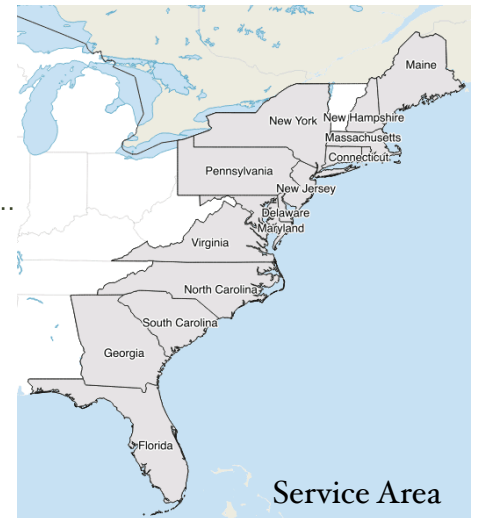 Maine
New York
New Hampshire
Massachusetts
Connecticut
Pennsylvania
New Jersey
..
Delaware
Maryland
Virginia
North Carolina
South Carolina
Georgia
Florida
Service Area